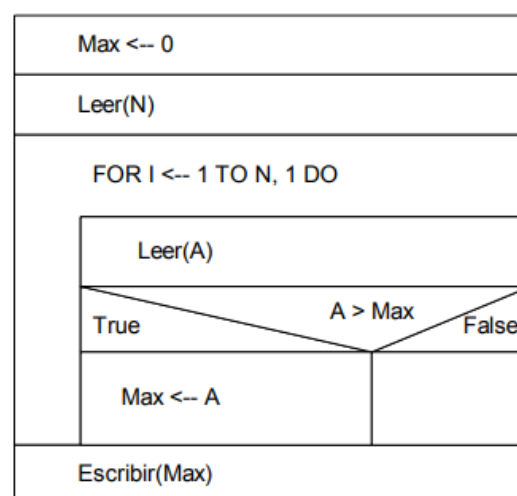 Max <-- 0
Leer(N)
FOR I <-- 1 TO N, 1 DO
Leer(A)
A > Max
True
False
Max <-- A
Escribir(Max)